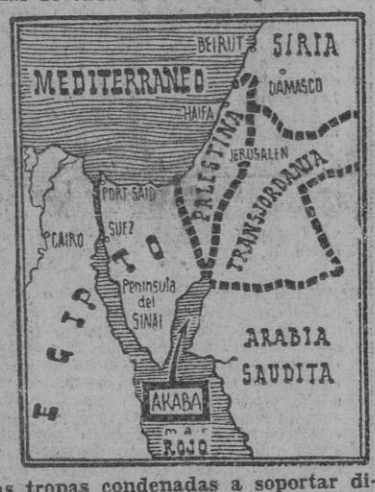 BEIRUT
SIRIA
MEDITERRANEO
DAMASCO
HAIFA
PALESTINA
JERUSALEN
TRANSJORDANIA
PORT-SAID
SUEZ
CAIRO
EGIPTO
Península
del
SINAI
ARABIA
SAUDITA
AKABA
mar
ROJO
tropas condenadas a soportar di-